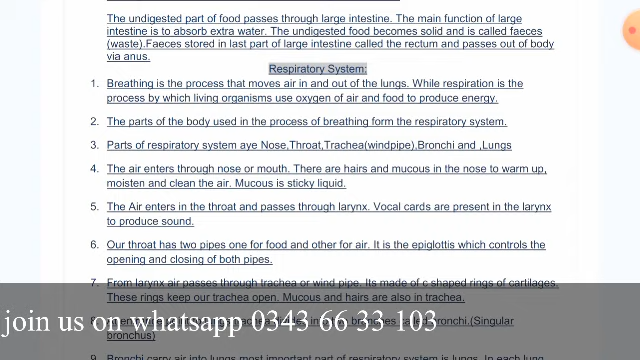 The undigested part of food passes through large intestine. The main function of large
intestine is to absorb extra water. The undigested food becomes solid and is called faeces
(waste).Faeces stored in last part of large intestine called the rectum and passes out of body
via anus.
Respiratory System:
1. Breathing is the process that moves air in and out of the lungs. While respiration is the
process by which living organisms use oxygen of air and food to produce energy.
2. The parts of the body used in the process of breathing form the respiratory system.
3. Parts of respiratory system aye Nose,Throat,Trachea(windpipe),Bronchi and ,Lungs
4. The air enters through nose or mouth. There are hairs and mucous in the nose to warm up,
moisten and clean the air. Mucous is sticky liquid.
5. The Air enters in the throat and passes through larynx. Vocal cards are present in the larynx
to produce sound.
6. Our throat has two pipes one for food and other for air. It is the epiglottis which controls the
opening and closing of both pipes.
7. From larynx air passes through trachea or wind pipe. Its made of c shaped rings of cartilages,
These rings keep our trachea open. Mucous and hairs are also in trachea.
join us on whatsapp 0343 66 33 103
bronchi,(Singular
bronchus)
9. Bronchi carry air into lungs most important part of respiratory system is lungs. In each lung